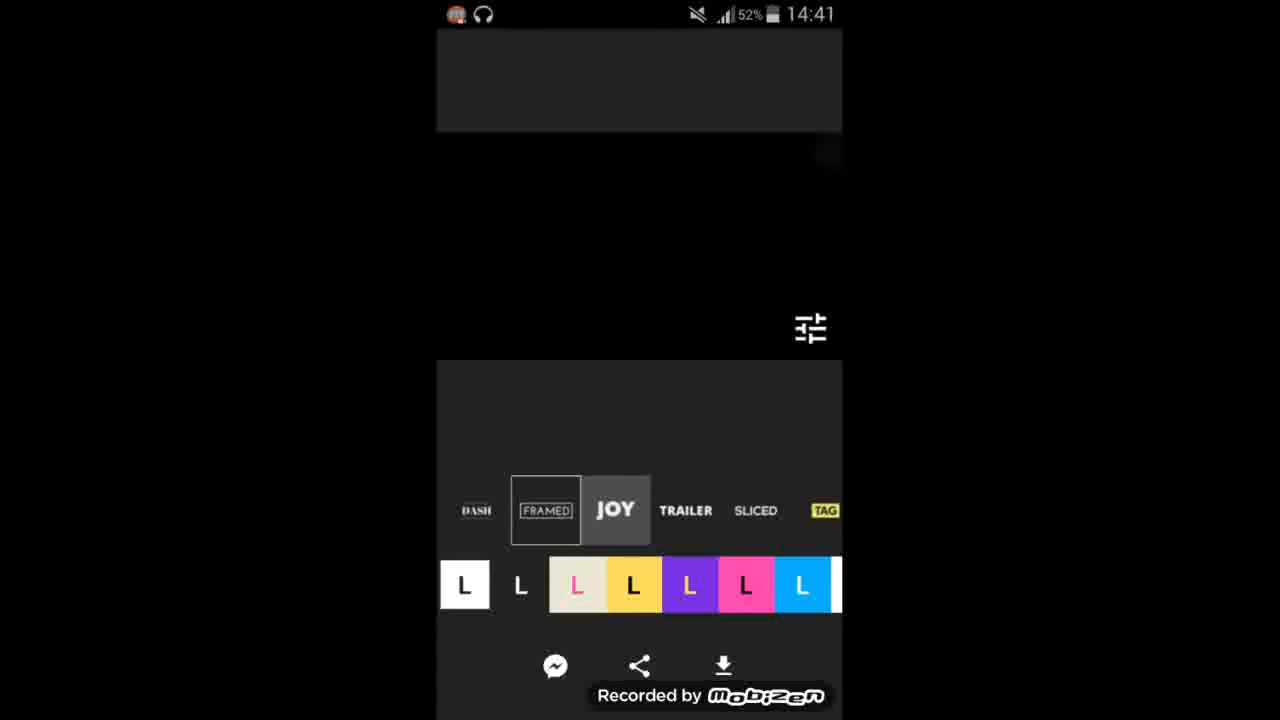 52% 14:41
DASH FRAMED JOY TRAILER SLICED TAG
L L L L L L L
Recorded by mobizen